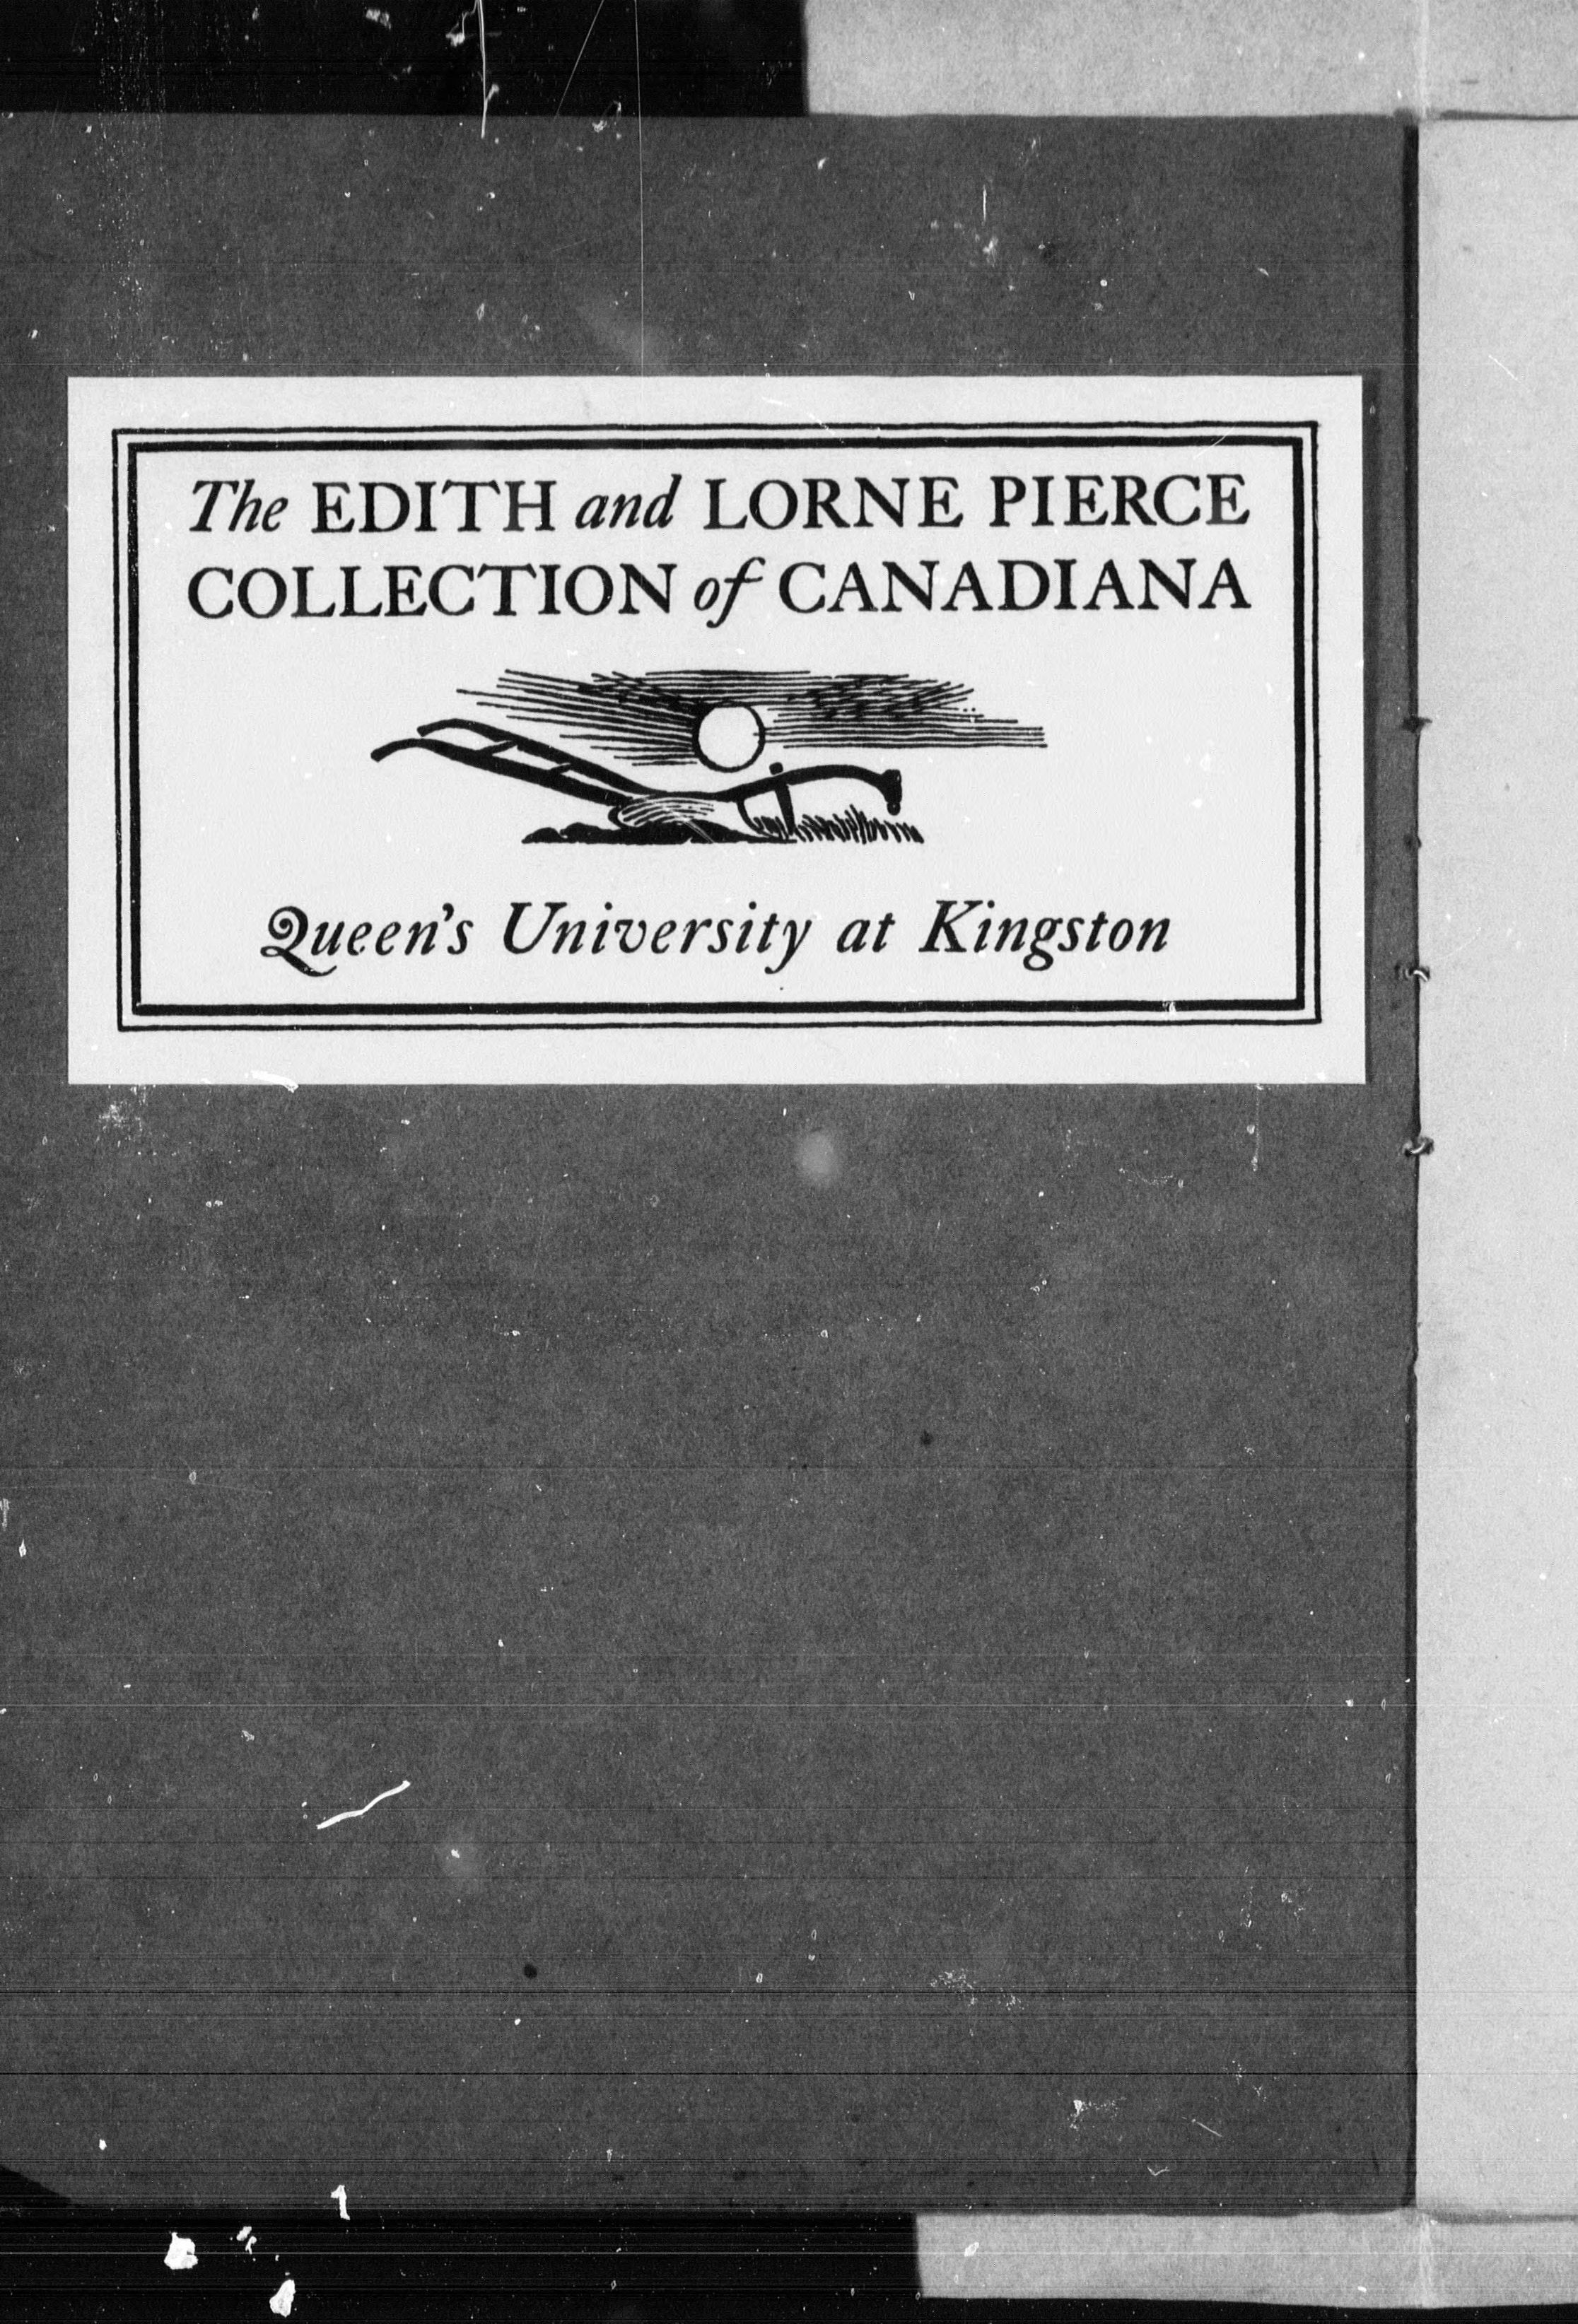 The EDITH and LORNE PIERCE
COLLECTION of CANADIANA
Queen's University at Kingston